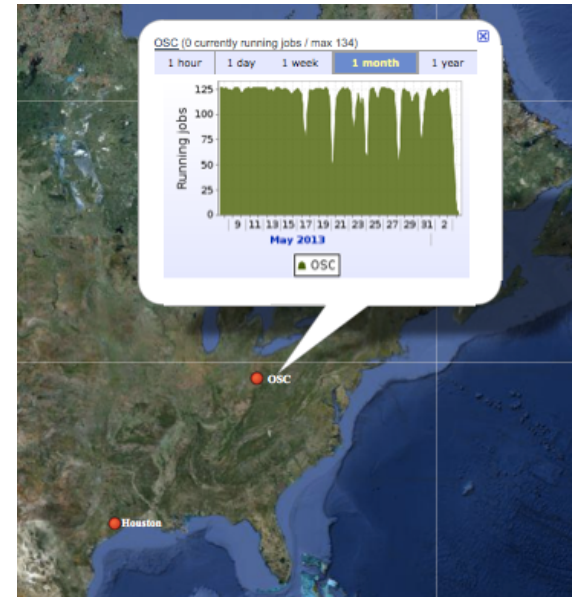 OSC (0 currently running jobs / max 134)
1 hour 1 day 1 week 1 month 1 year
125
100
75
50
25
0
Running jobs
9 11 13 15 17 19 21 23 25 27 29 31 2
May 2013
OSC
OSC
Houston